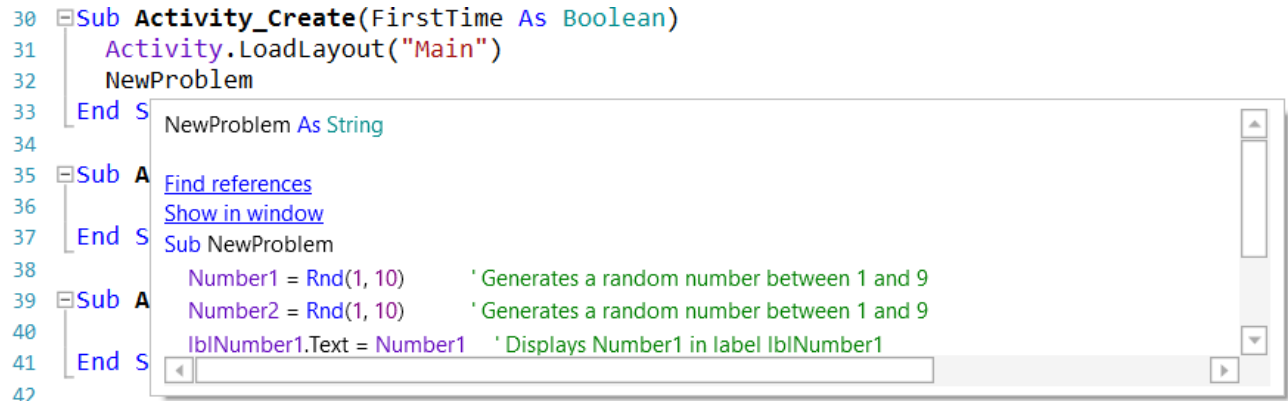 30 Sub Activity_Create(FirstTime As Boolean)
31 Activity.LoadLayout("Main")
32 NewProblem
33 End S
NewProblem As String
34
35 Sub A
Find references
36
Show in window
37 End S
Sub NewProblem
38
Number1 = Rnd(1, 10) ' Generates a random number between 1 and 9
39 Sub A
Number2 = Rnd(1, 10) ' Generates a random number between 1 and 9
40
lblNumber1.Text = Number1 ' Displays Number1 in label lblNumber1
41 End S
42